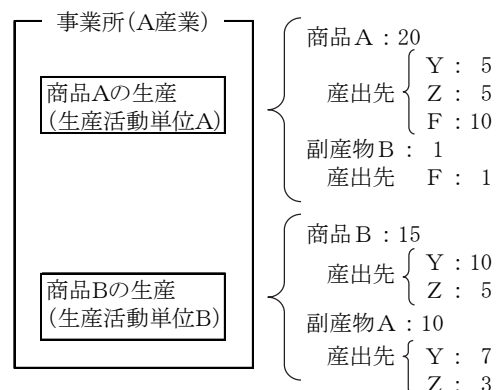 事業所(A産業)
商品Aの生産
(生産活動単位A)
商品Bの生産
(生産活動単位B)
商品A:20
産出先
Y: 5
Z: 5
F:10
副産物B: 1
産出先 F: 1
商品B:15
産出先
Y:10
Z: 5
副産物A:10
産出先
Y: 7
Z: 3